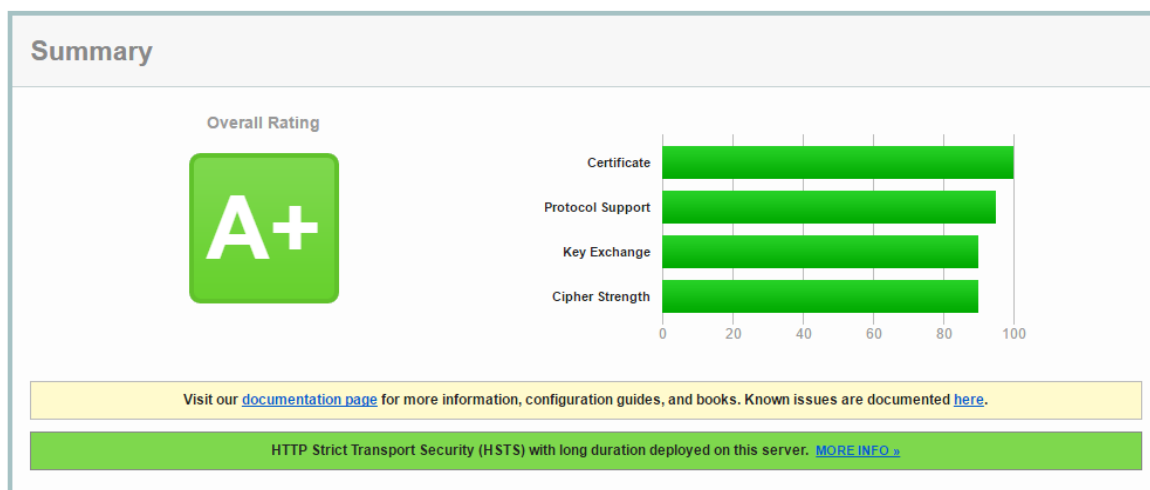 Summary
Overall Rating
A+
Certificate
Protocol Support
Key Exchange
Cipher Strength
0 20 40 60 80 100
Visit our documentation page for more information, configuration guides, and books. Known issues are documented here.
HTTP Strict Transport Security (HSTS) with long duration deployed on this server. MORE INFO »